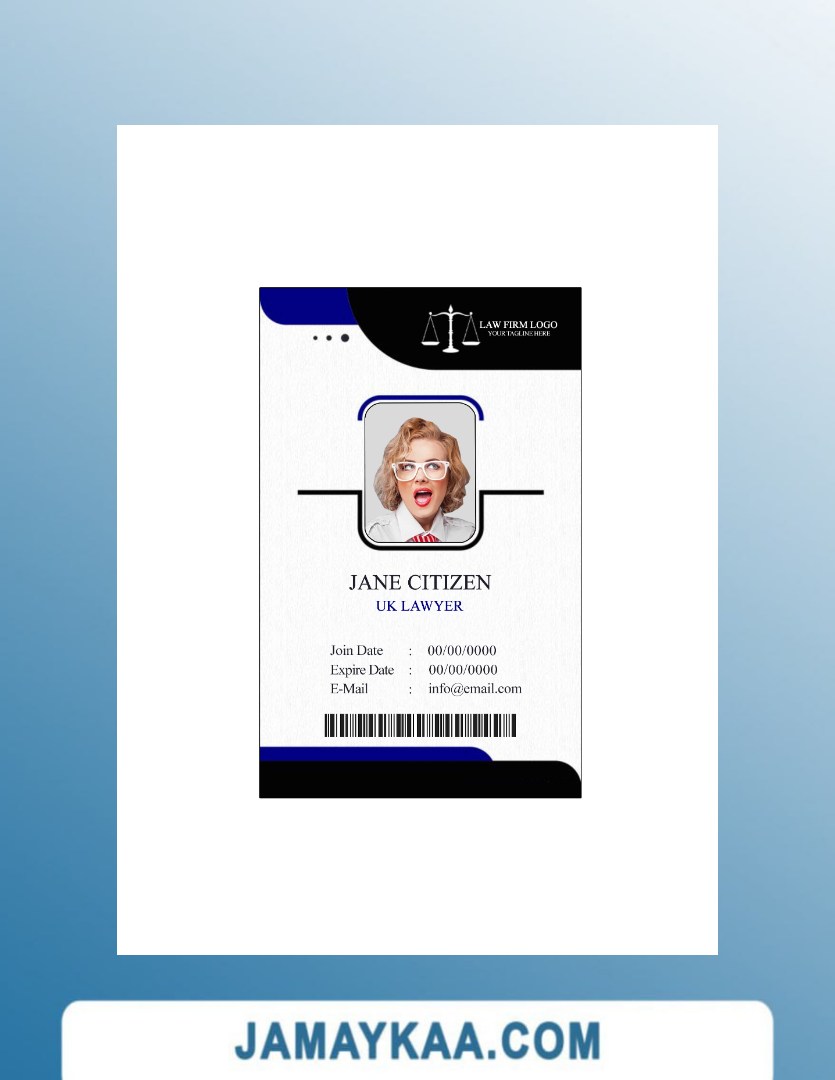 LAW FIRM LOGO
YOUR TAGLINE HERE
JANE CITIZEN
UK LAWYER
Join Date : 00/00/0000
Expire Date : 00/00/0000
E-Mail : info@email.com
JAMAYKAA.COM